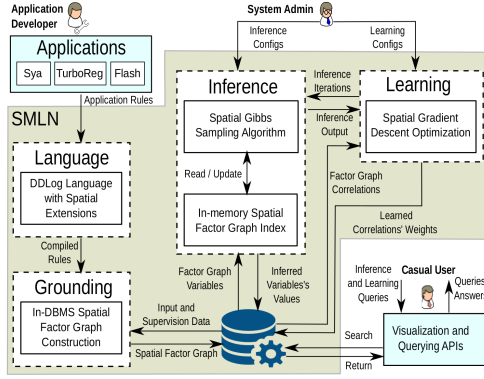 Application
Developer
System Admin
Applications
Sya
TurboReg
Flash
Application Rules
Inference
Configs
Learning
Configs
SMLN
Language
DDLog Language
with Spatial
Extensions
Compiled
Rules
Grounding
In-DBMS Spatial
Factor Graph
Construction
Inference
Spatial Gibbs
Sampling Algorithm
Read / Update
In-memory Spatial
Factor Graph Index
Inference
Iterations
Inference
Output
Learning
Spatial Gradient
Descent Optimization
Factor Graph
Correlations
Learned
Correlations' Weights
Factor Graph
Variables
Inferred
Variables's
Values
Input and
Supervision Data
Spatial Factor Graph
Inference
and Learning
Queries
Casual User
Queries
Answers
Search
Return
Visualization and
Querying APIs